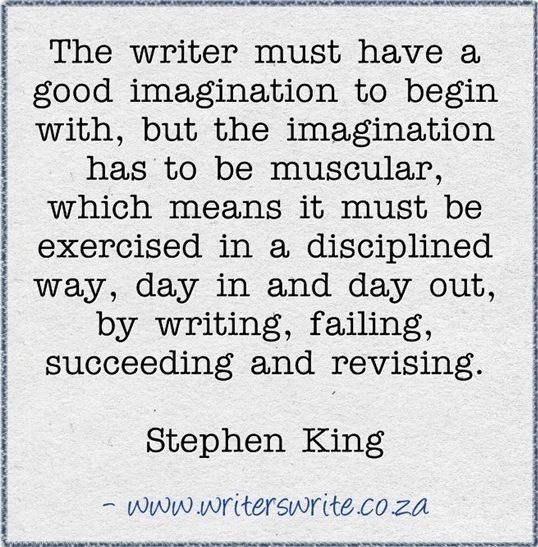 The writer must have a
good imagination to begin
with, but the imagination
has to be muscular,
which means it must be
exercised in a disciplined
way, day in and day out,
by writing, failing,
succeeding and revising.
Stephen King
- www.writerswrite.co.za